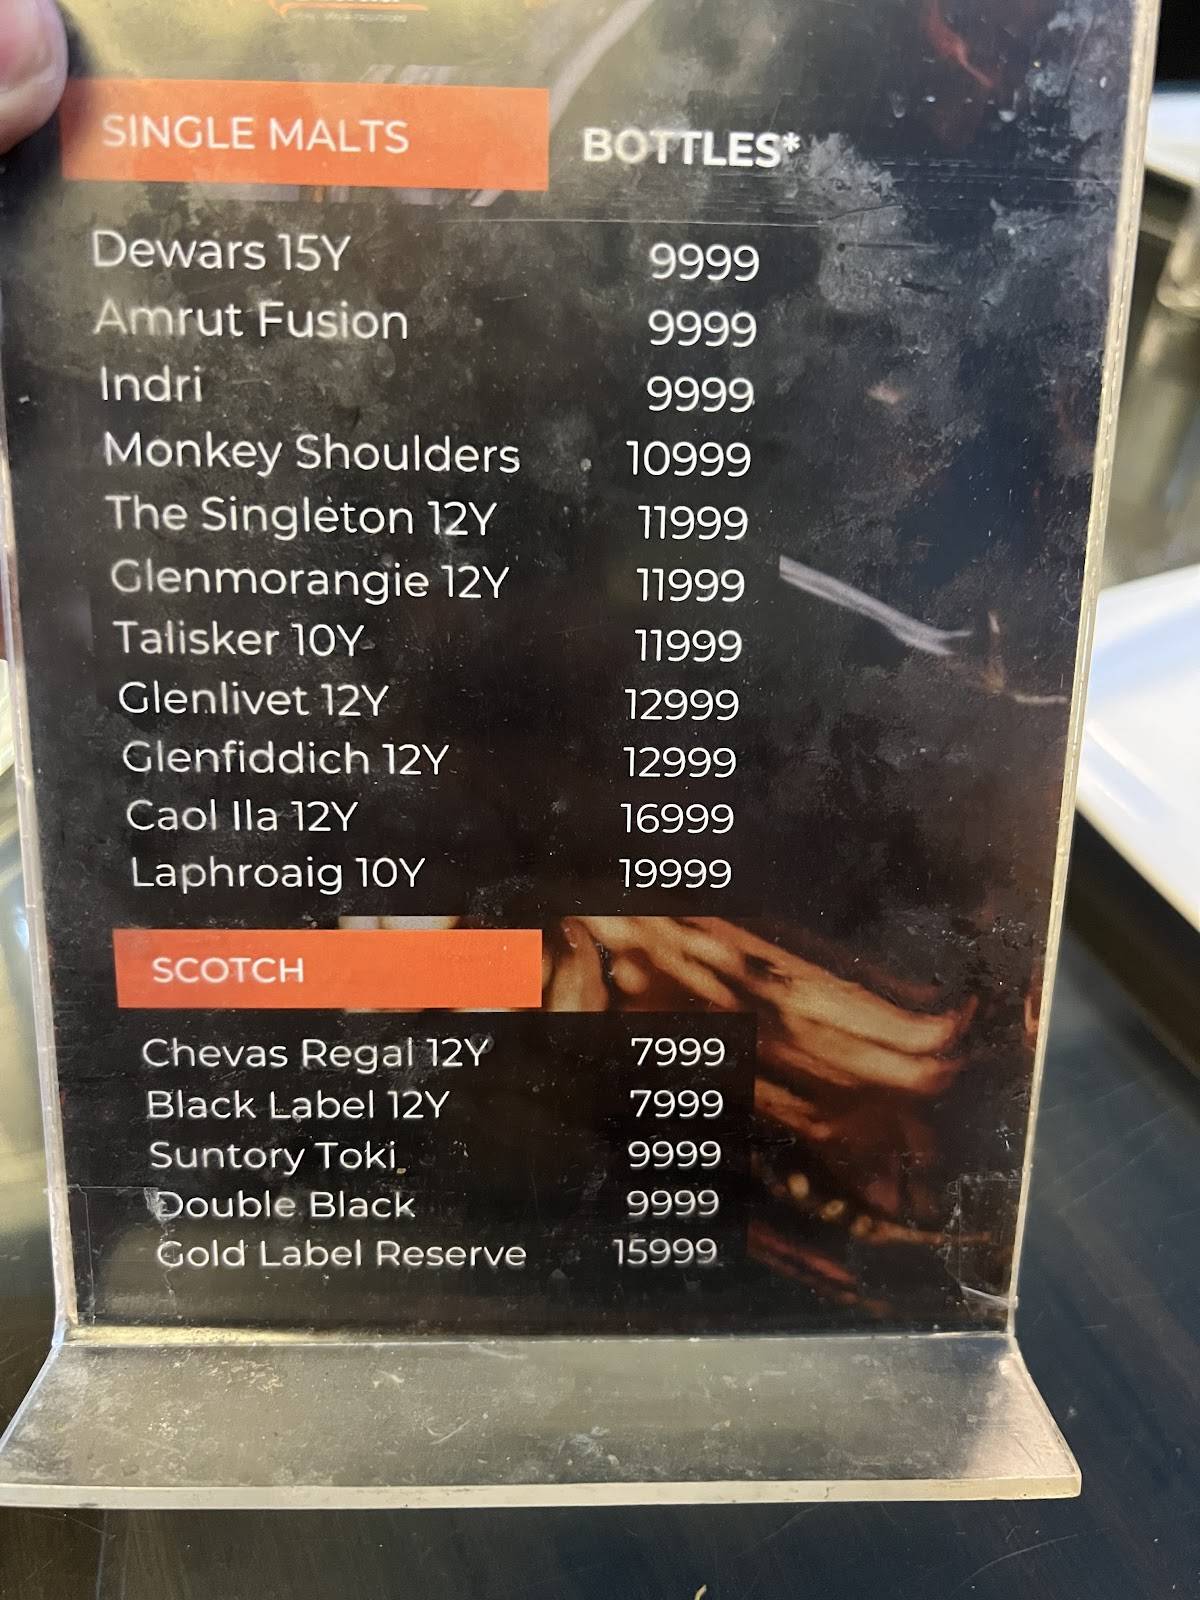 SINGLE MALTS BOTTLES*
Dewars 15Y 9999
Amrut Fusion 9999
Indri 9999
Monkey Shoulders 10999
The Singleton 12Y 11999
Glenmorangie 12Y 11999
Talisker 10Y 11999
Glenlivet 12Y 12999
Glenfiddich 12Y 12999
Caol Ila 12Y 16999
Laphroaig 10Y 19999
SCOTCH
Chevas Regal 12Y 7999
Black Label 12Y 7999
Suntory Toki 9999
Double Black 9999
Gold Label Reserve 15999